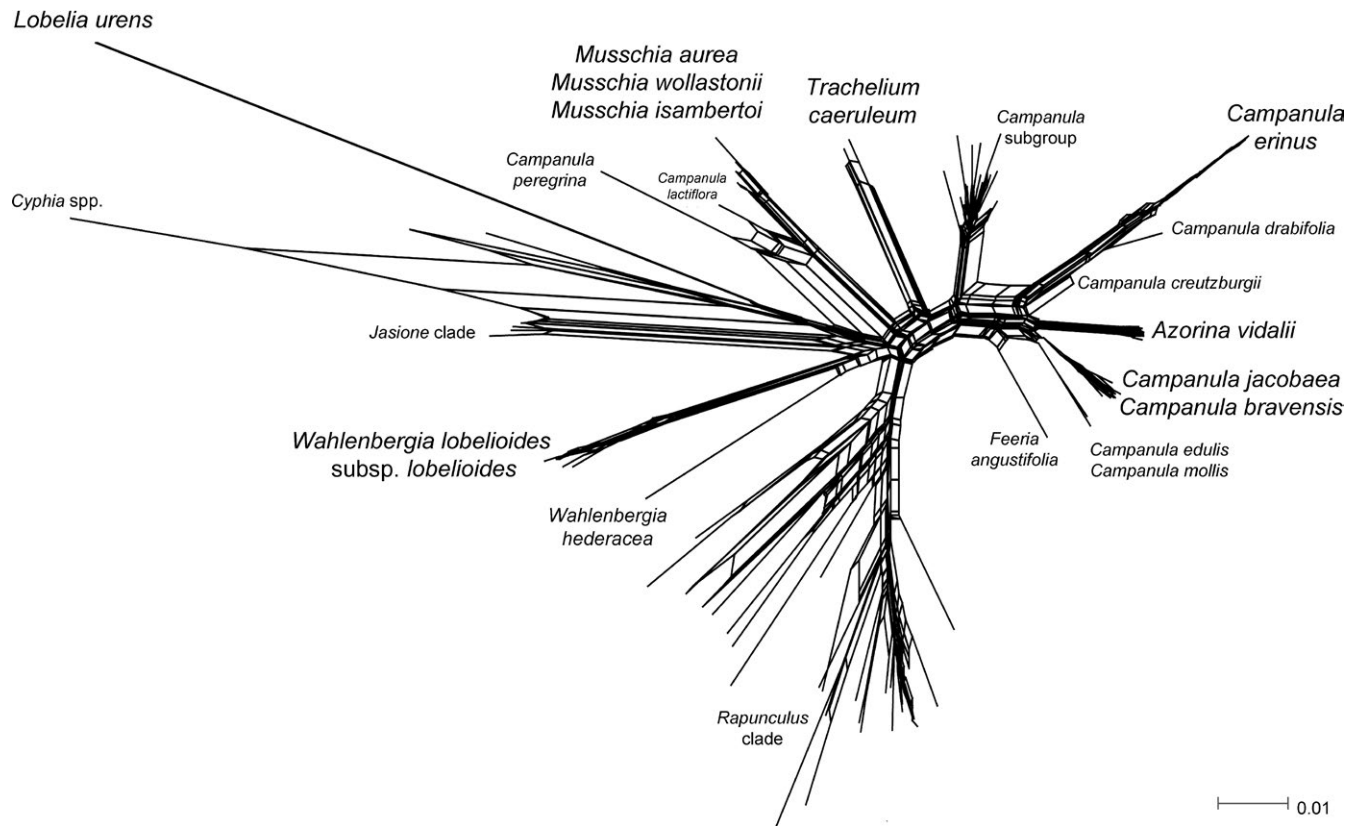 Lobelia urens
Musschia aurea
Musschia wollastonii
Musschia isambertoi
Trachelium
caeruleum
Campanula
subgroup
Campanula
erinus
Campanula
peregrina
Campanula
lactiflora
Cyphia spp.
Campanula drabifolia
Campanula creutzburgii
Jasione clade
Azorina vidalii
Campanula jacobaea
Campanula bravensis
Wahlenbergia lobelioides
subsp. lobelioides
Feeria
angustifolia
Campanula edulis
Campanula mollis
Wahlenbergia
hederacea
Rapunculus
clade
0.01